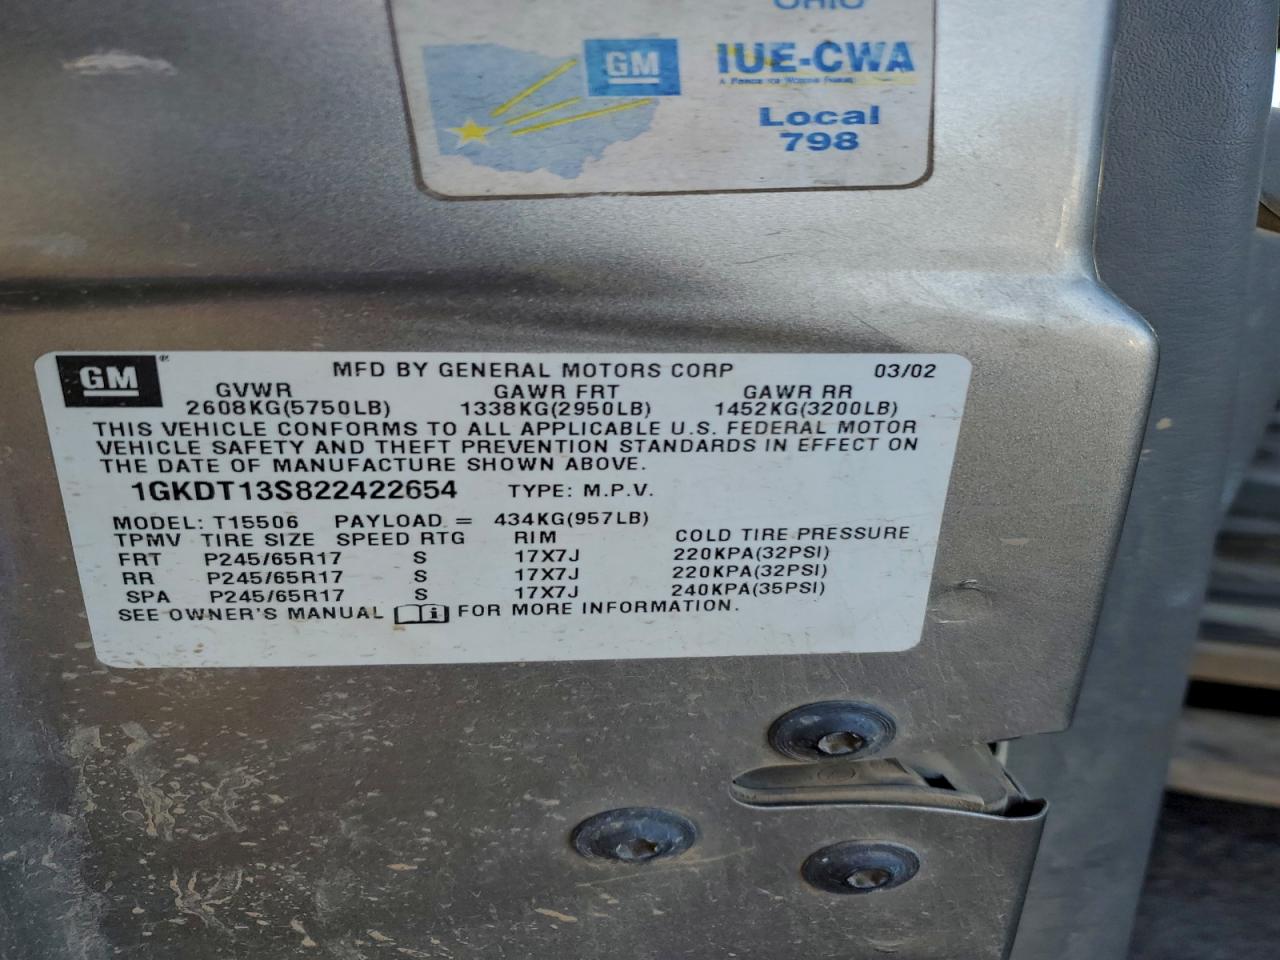 OHIO
GM
IUE-CWA
Local
798
GM
MFD BY GENERAL MOTORS CORP 03/02
GVWR GAWR FRT GAWR RR
2608KG(5750LB) 1338KG(2950LB) 1452KG(3200LB)
THIS VEHICLE CONFORMS TO ALL APPLICABLE U.S. FEDERAL MOTOR
VEHICLE SAFETY AND THEFT PREVENTION STANDARDS IN EFFECT ON
THE DATE OF MANUFACTURE SHOWN ABOVE.
1GKDT13S822422654 TYPE: M.P.V.
MODEL: T15506 PAYLOAD = 434KG(957LB)
TPMV TIRE SIZE SPEED RTG RIM COLD TIRE PRESSURE
FRT P245/65R17 S 17X7J 220KPA(32PSI)
RR P245/65R17 S 17X7J 220KPA(32PSI)
SPA P245/65R17 S 17X7J 240KPA(35PSI)
SEE OWNER'S MANUAL i FOR MORE INFORMATION.